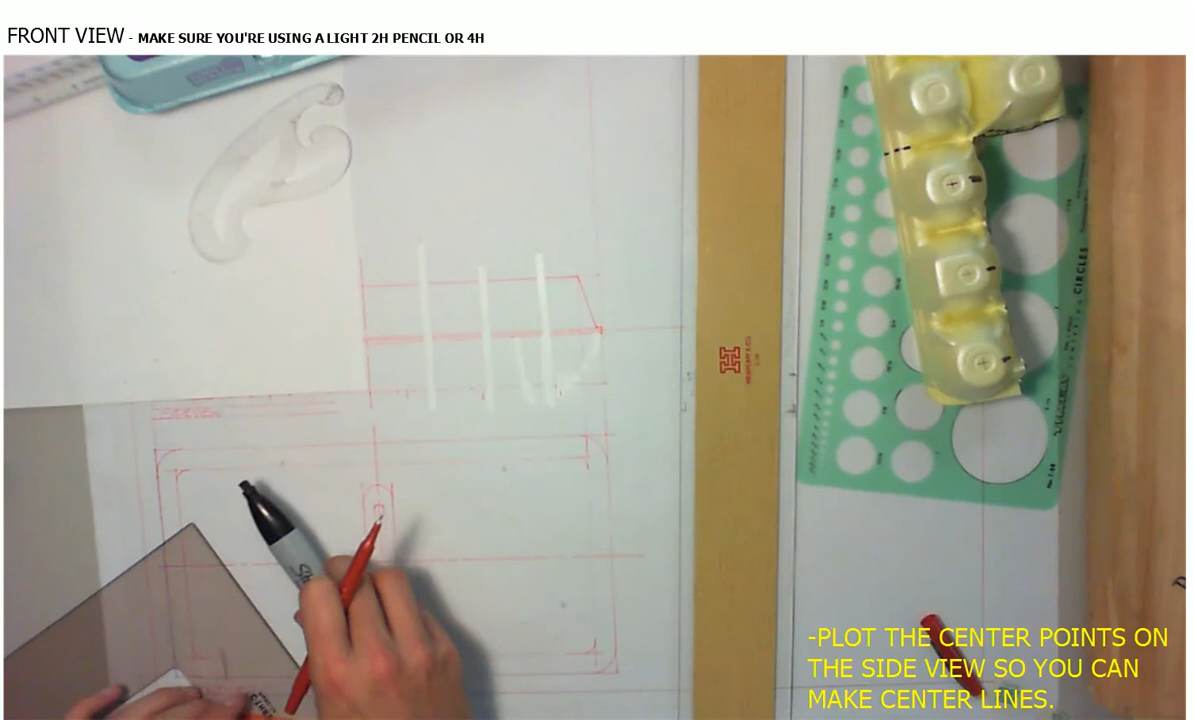 FRONT VIEW - MAKE SURE YOU'RE USING A LIGHT 2H PENCIL OR 4H
CIRCLES
-PLOT THE CENTER POINTS ON
THE SIDE VIEW SO YOU CAN
MAKE CENTER LINES.